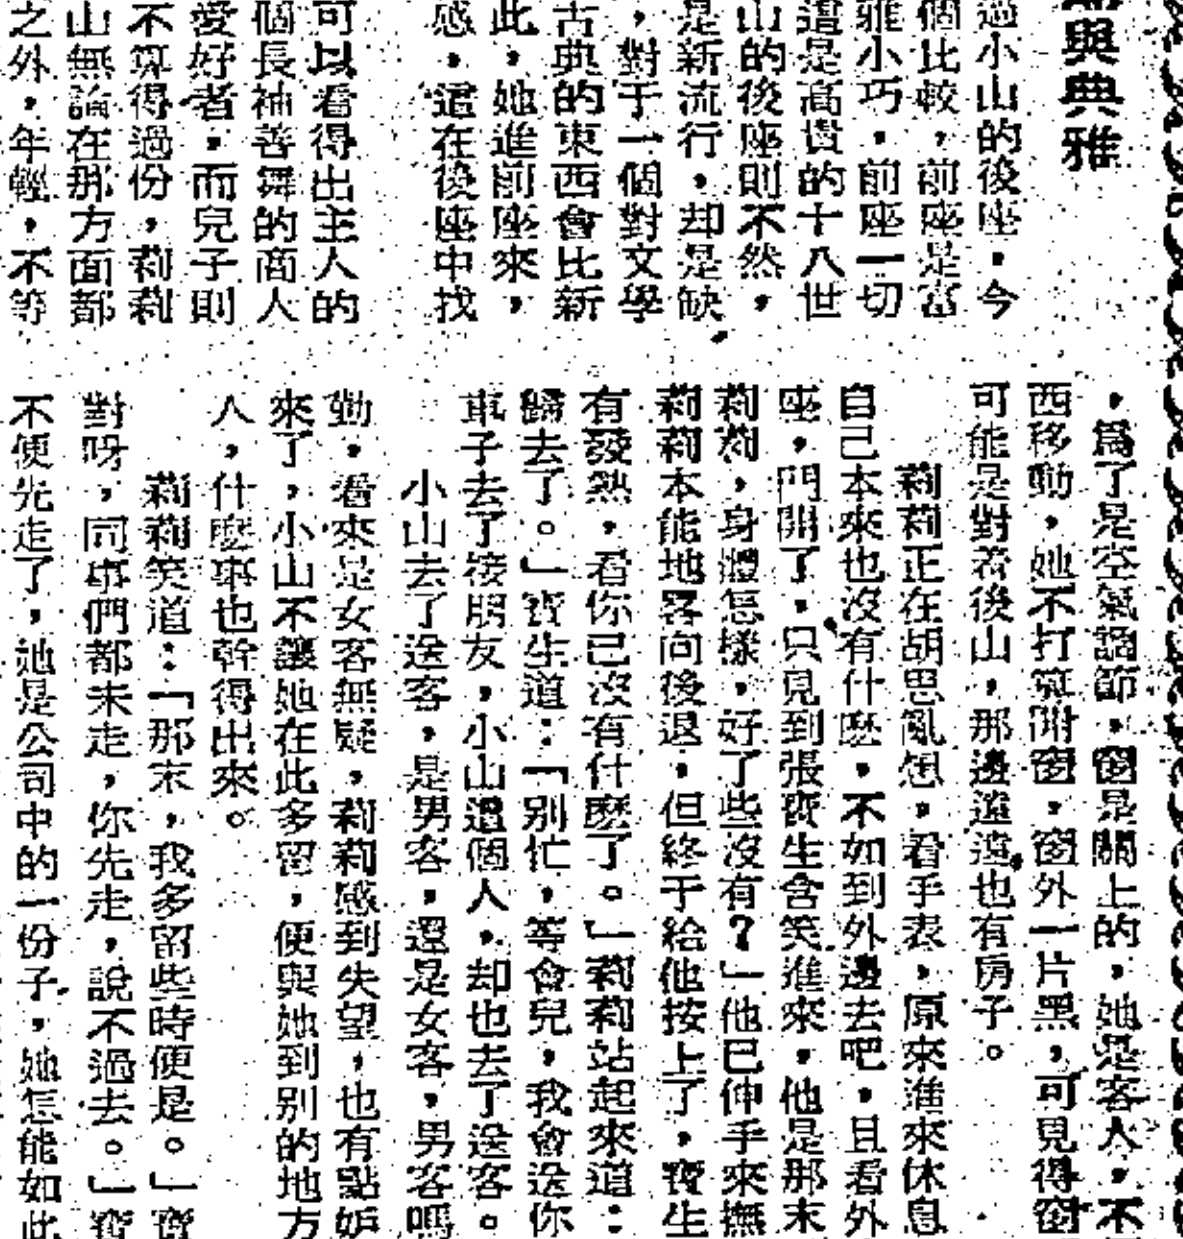 與典雅
過小山的後座，今
個比較，前座是富
雅小巧，前座一切
這是高貴的十八世
山的後座則不然，
是新流行，却是缺
，對于一個對文學
古典的東西會比新
此，她進前座來，
感，還在後座中找
可以看得出主人的
個長袖善舞的商人
愛好者，而兒子則
不算得過份，莉莉
山無論在那方面都
之外，年輕，不等
，爲了是空氣調節，窗是關上的，她是客人，不
西移動，她不打算開窗，窗外一片黑，可見得窗
可能是對着後山，那邊遠遠也有房子。
莉莉正在胡思亂想，看手表，原來進來休息
自己本來也沒有什麽，不如到外邊去吧，且看外
座，門開了，只見到張寶生含笑進來，他是那末
莉莉，身體怎樣，好了些沒有？」他已伸手來撫
莉莉本能地畧向後退，但終于給他按上了，寶生
有發熱，看你已沒有什麽了。」莉莉站起來道：
歸去了。」寶生道：「別忙，等會兒，我會送你
車子去了接朋友，小山還個人，却也去了送客。
小山去了送客，是男客，還是女客，男客嗎
勤，看來是女客無疑，莉莉感到失望，也有點妒
來了，小山不讓她在此多留，便與她到別的地方
人，什麽事也幹得出來。
莉莉笑道：「那末，我多留些時便是。」寶
對呀，同事們都未走，你先走，說不過去。」寶
不便先走了，她是公司中的一份子，她怎能如此